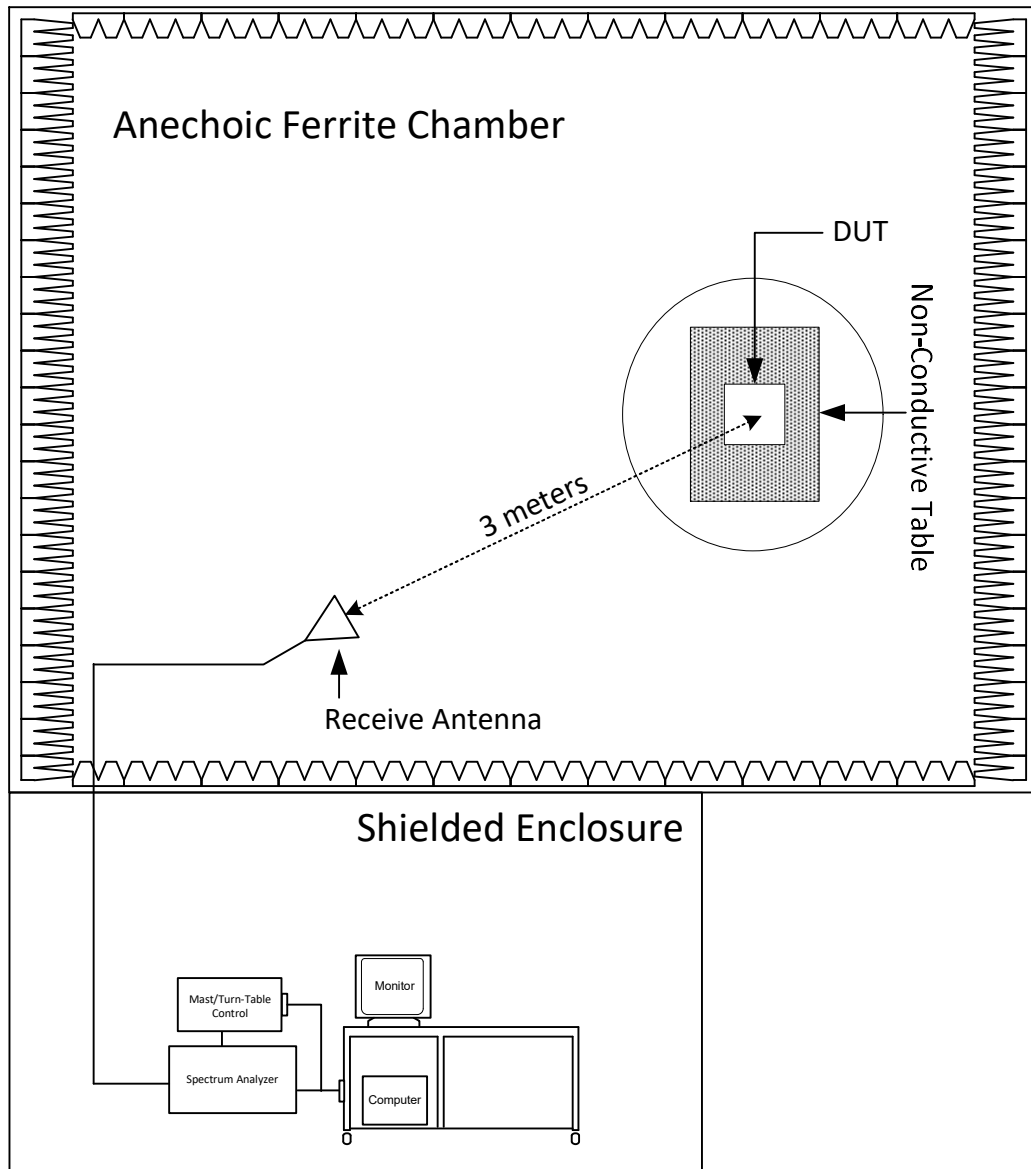 Anechoic Ferrite Chamber
DUT
Non-Conductive Table
3 meters
Receive Antenna
Shielded Enclosure
Monitor
Mast/Turn-Table
Control
Spectrum Analyzer
Computer